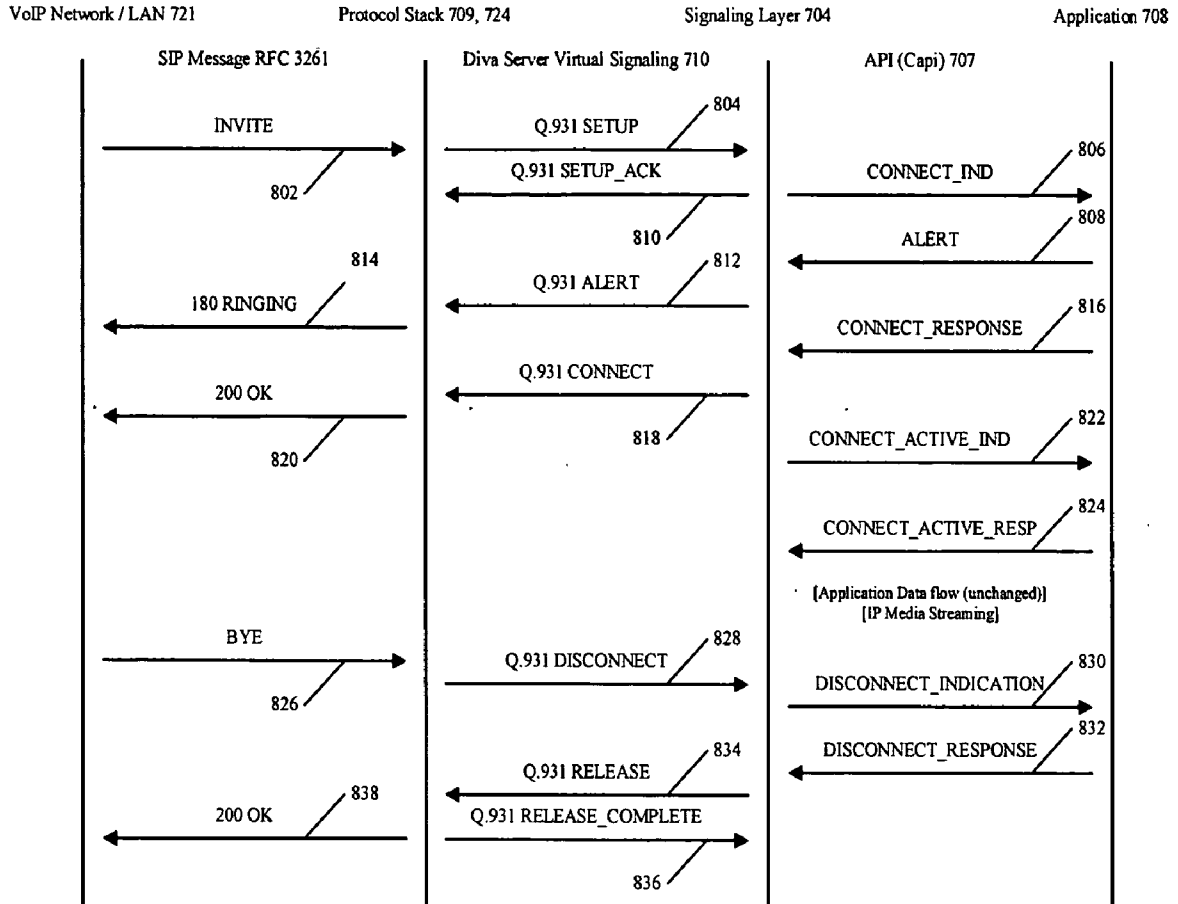 VoIP Network / LAN 721
Protocol Stack 709, 724
Signaling Layer 704
Application 708
SIP Message RFC 3261
Diva Server Virtual Signaling 710
API (Capi) 707
INVITE
802
Q.931 SETUP
804
Q.931 SETUP_ACK
810
CONNECT_IND
806
ALERT
808
Q.931 ALERT
812
814
180 RINGING
CONNECT_RESPONSE
816
Q.931 CONNECT
818
200 OK
820
CONNECT_ACTIVE_IND
822
CONNECT_ACTIVE_RESP
824
[Application Data flow (unchanged)]
[IP Media Streaming]
BYE
826
Q.931 DISCONNECT
828
DISCONNECT_INDICATION
830
DISCONNECT_RESPONSE
832
Q.931 RELEASE
834
200 OK
838
Q.931 RELEASE_COMPLETE
836